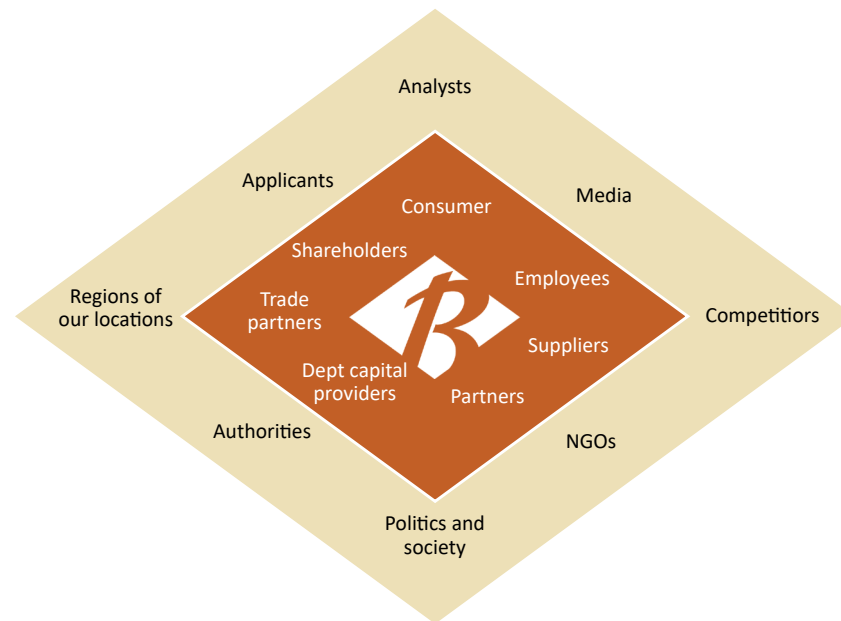 Analysts
Applicants
Media
Consumer
Shareholders
Employees
Regions of
our locations
Trade
partners
Competitiors
Suppliers
Dept capital
providers
Partners
Authorities
NGOs
Politics and
society